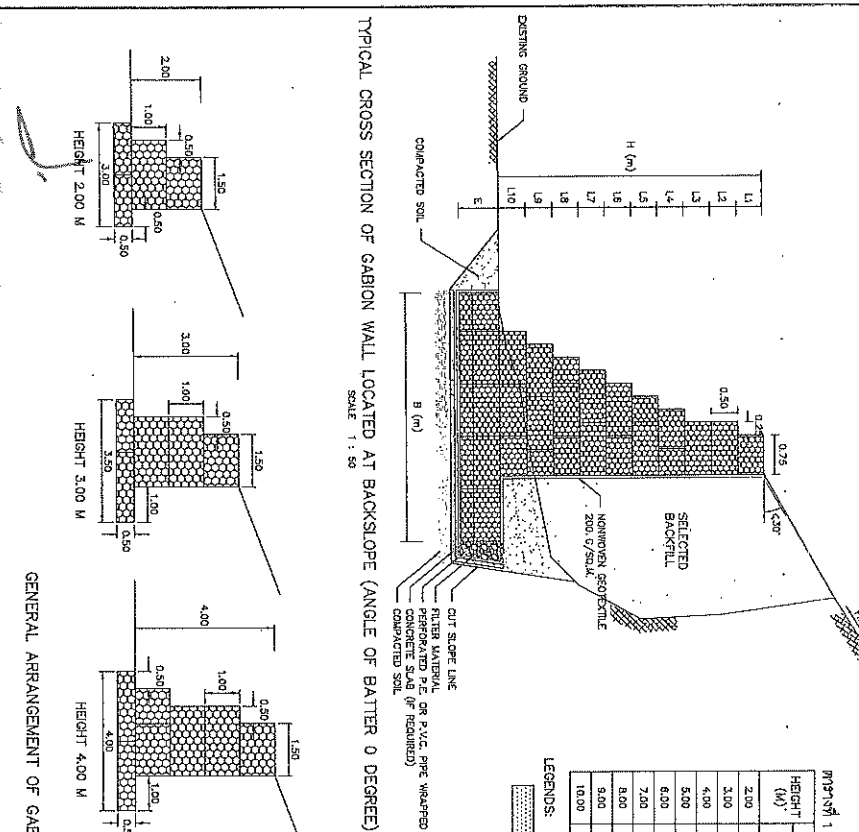 EXISTING GROUND
COMPACTED SOIL
H (m)
L1
L2
L3
L4
L5
L6
L7
L8
L9
L10
E
0.75
0.25
0.50
<30°
SELECTED
BACKFILL
NONWOVEN GEOTEXTILE
200. G/SQ.M.
B (m)
CUT SLOPE LINE
FILTER MATERIAL
PERFORATED P.E. OR P.V.C. PIPE WRAPPED
CONCRETE SLAB (IF REQUIRED)
COMPACTED SOIL
ตารางที่ 1
HEIGHT
(M)
2.00
3.00
4.00
5.00
6.00
7.00
8.00
9.00
10.00
LEGENDS:
TYPICAL CROSS SECTION OF GABION WALL LOCATED AT BACKSLOPE (ANGLE OF BATTER 0 DEGREE)
SCALE 1 : 50
2.00
1.00
0.50
1.50
0.50
3.00
0.50
HEIGHT 2.00 M
3.00
1.00
0.50
1.50
1.00
3.50
0.50
HEIGHT 3.00 M
4.00
0.50
1.00
0.50
1.50
1.00
4.00
HEIGHT 4.00 M
GENERAL ARRANGEMENT OF